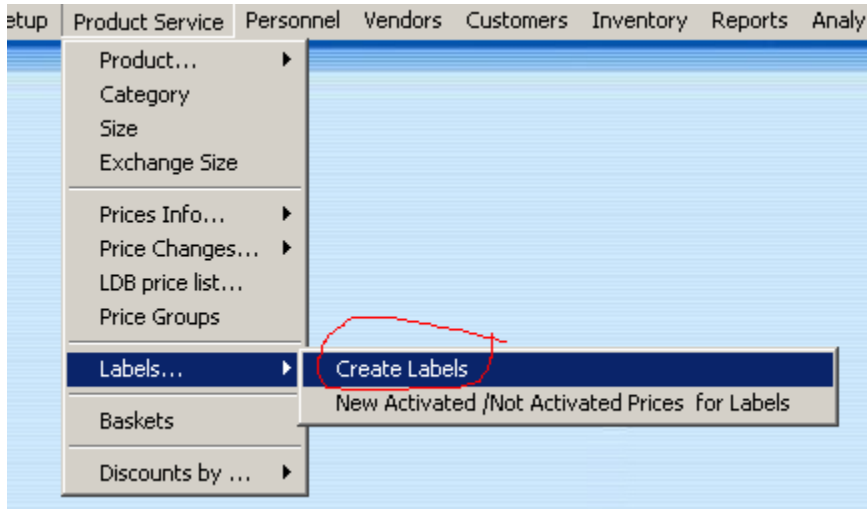 etup Product Service Personnel Vendors Customers Inventory Reports Analy
Product...
Category
Size
Exchange Size
Prices Info...
Price Changes...
LDB price list...
Price Groups
Labels...
Create Labels
New Activated /Not Activated Prices for Labels
Baskets
Discounts by ...